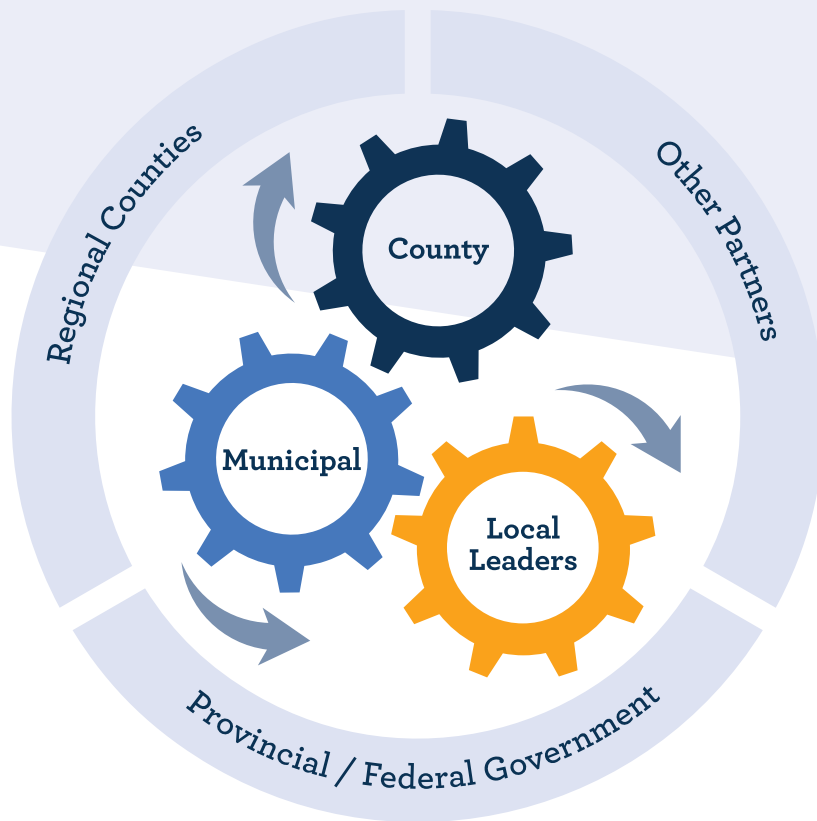 Regional Counties
Other Partners
County
Municipal
Local
Leaders
Provincial / Federal Government